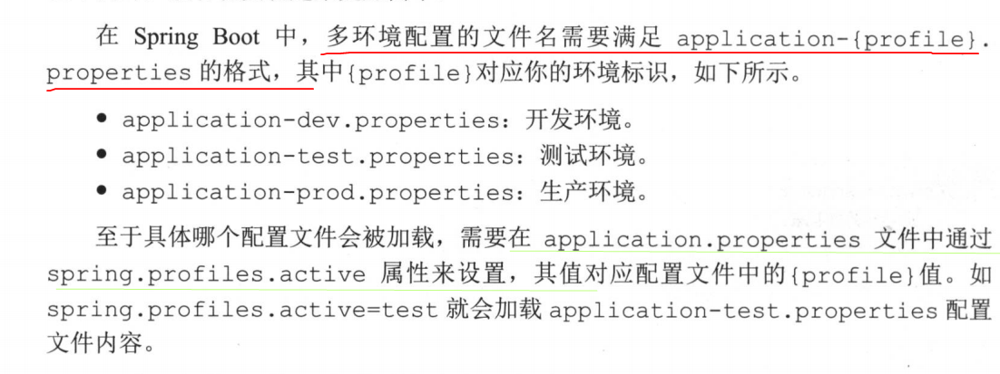 在 Spring Boot 中，多环境配置的文件名需要满足 application-{profile}.
properties 的格式，其中{profile}对应你的环境标识，如下所示。
● application-dev.properties：开发环境。
● application-test.properties：测试环境。
● application-prod.properties：生产环境。
至于具体哪个配置文件会被加载，需要在 application.properties 文件中通过
spring.profiles.active 属性来设置，其值对应配置文件中的{profile}值。如
spring.profiles.active=test 就会加载 application-test.properties 配置
文件内容。